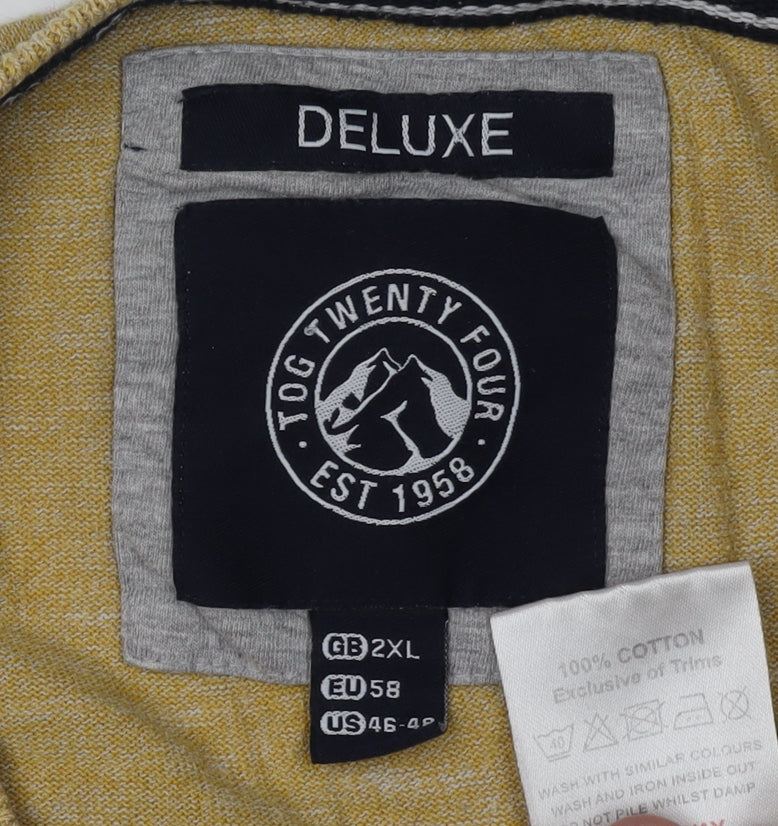 DELUXE
TOG TWENTY FOUR
EST 1958
GB 2XL
EU 58
US 46-48
100% COTTON
Exclusive of Trims
40
WASH WITH SIMILAR COLOURS
WASH AND IRON INSIDE OUT
NOT PILE WHILST DAMP